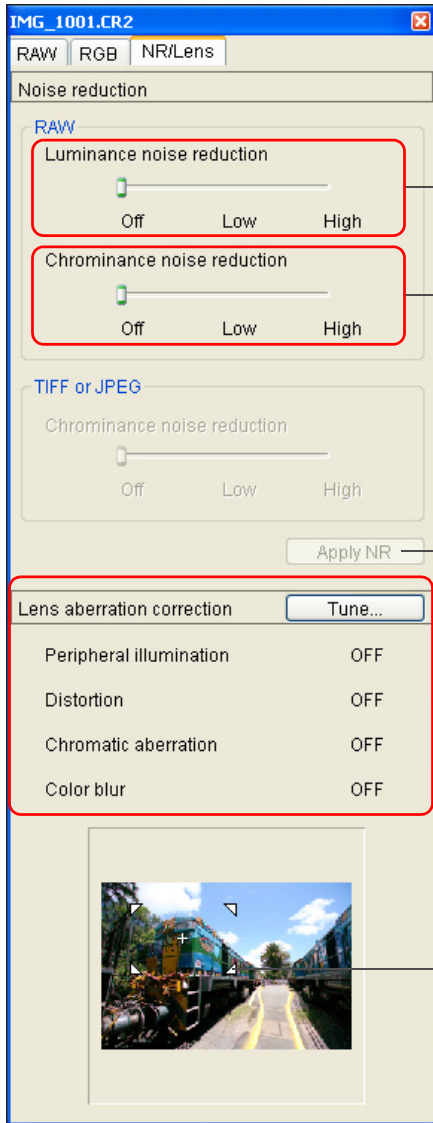 IMG_1001.CR2
RAW RGB NR/Lens
Noise reduction
RAW
Luminance noise reduction
Off Low High
Chrominance noise reduction
Off Low High
TIFF or JPEG
Chrominance noise reduction
Off Low High
Apply NR
Lens aberration correction Tune...
Peripheral illumination OFF
Distortion OFF
Chromatic aberration OFF
Color blur OFF